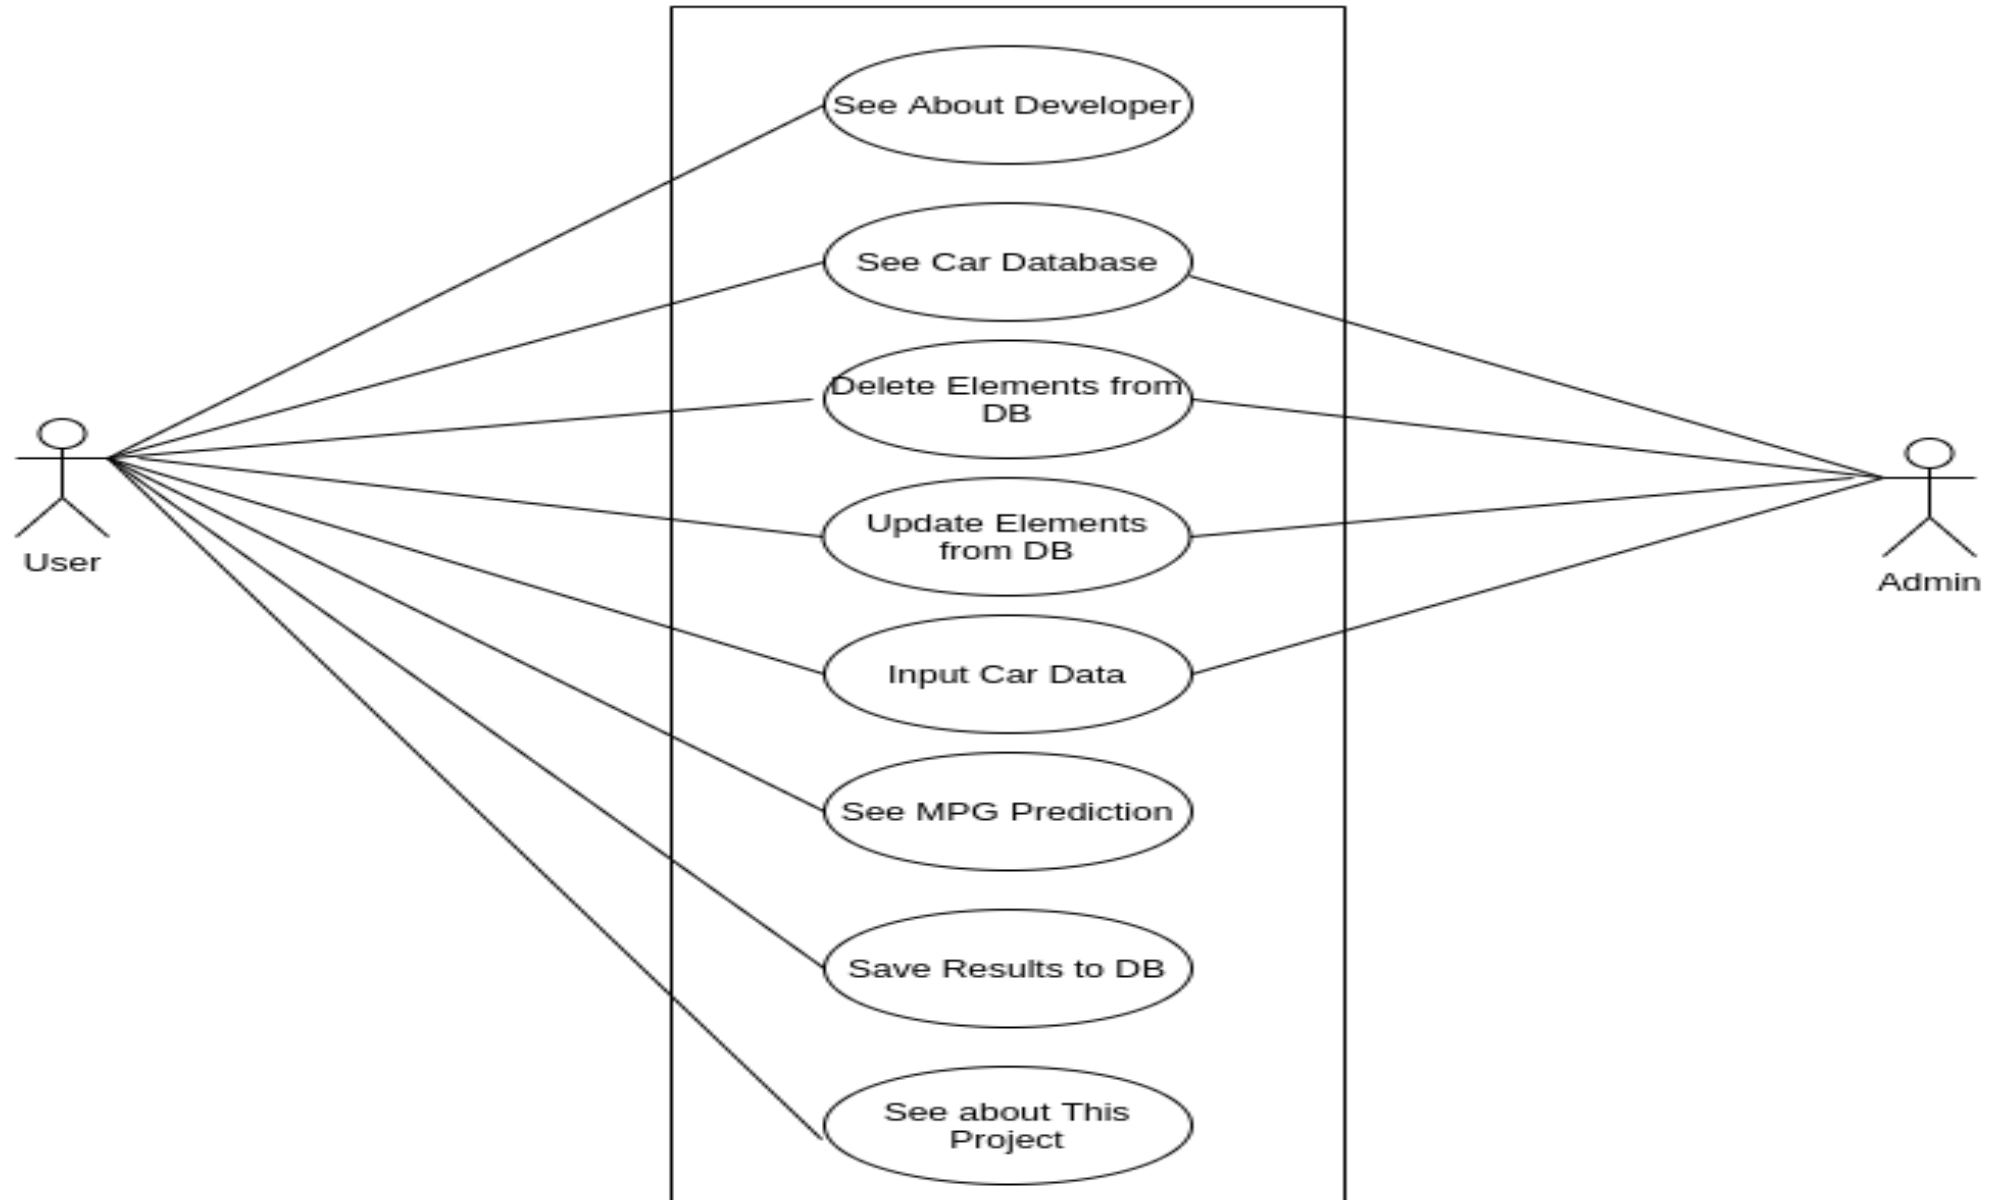 See About Developer
See Car Database
Delete Elements from
DB
Update Elements
from DB
User
Admin
Input Car Data
See MPG Prediction
Save Results to DB
See about This
Project